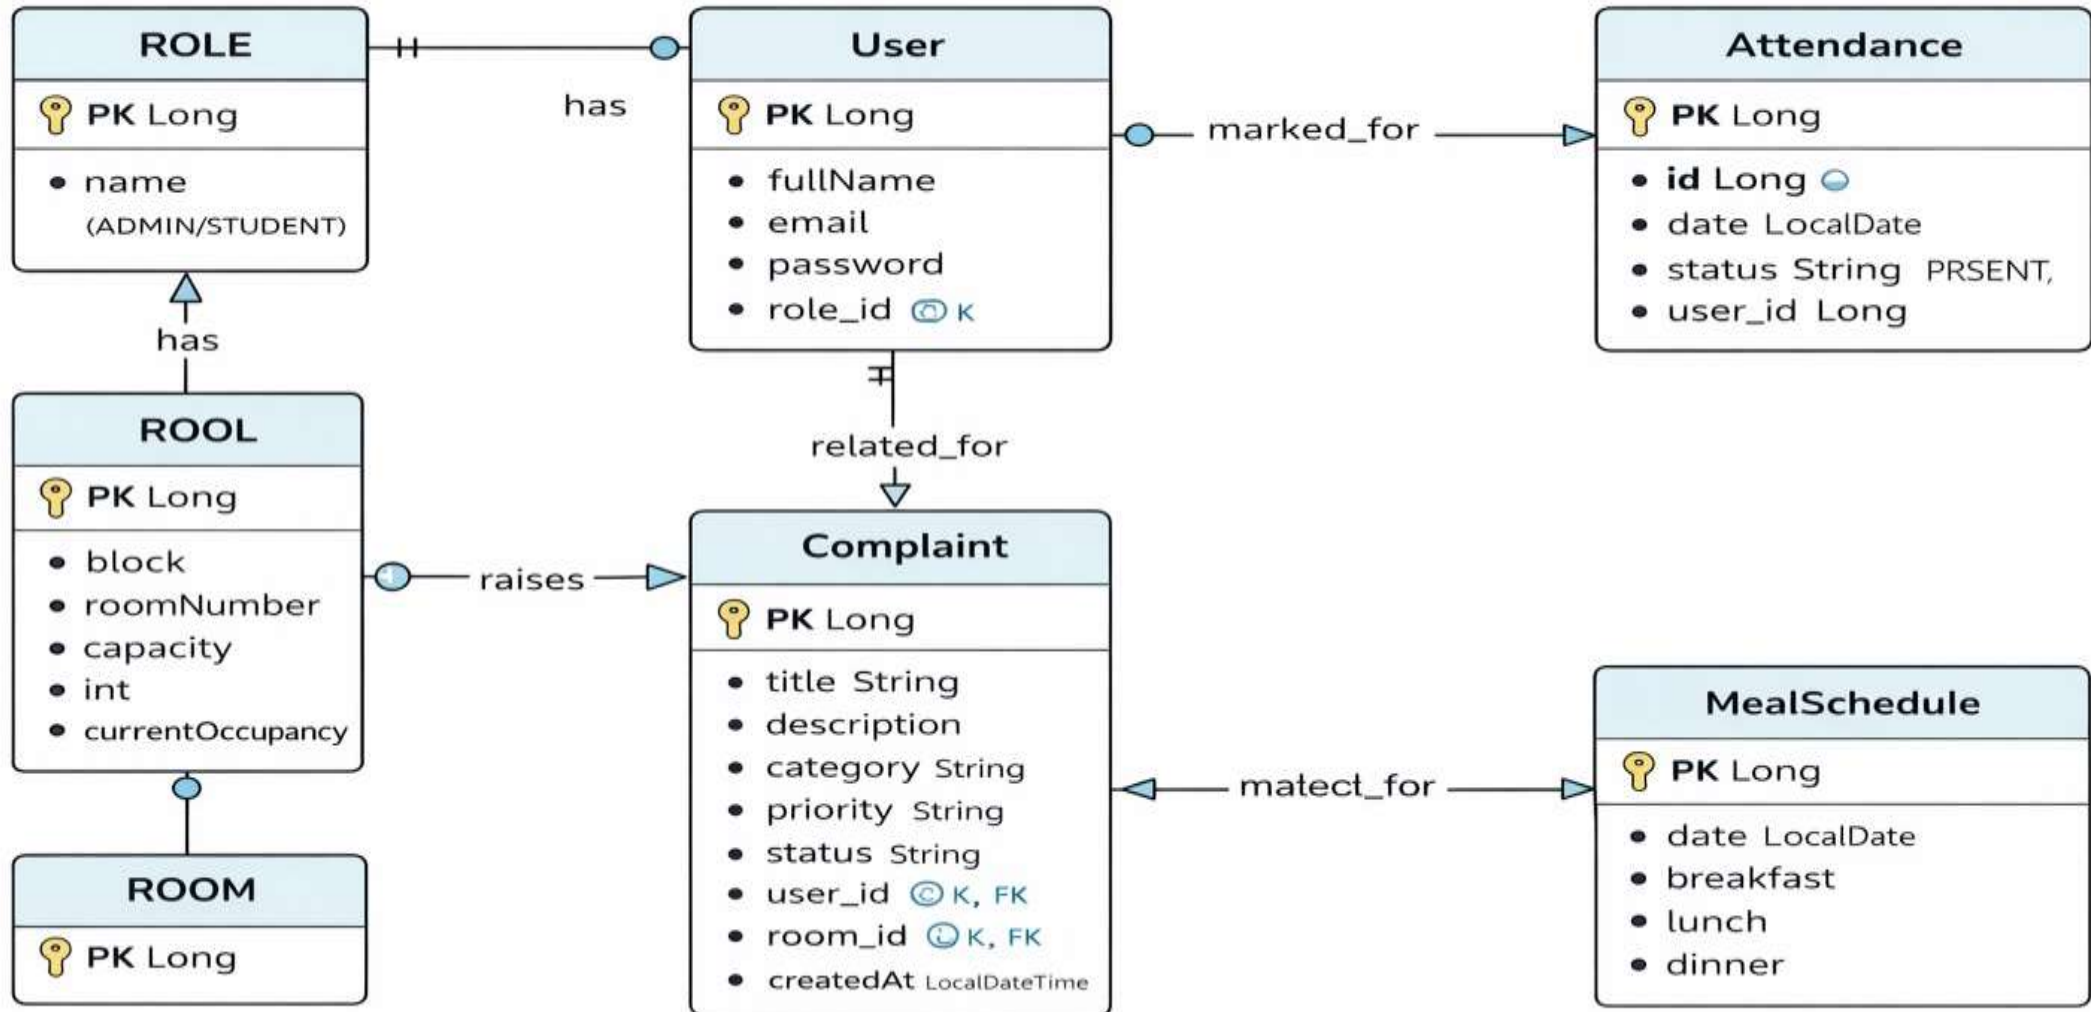 ROLE
PK Long
name
(ADMIN/STUDENT)
has
User
PK Long
fullName
email
password
role_id K
marked_for
Attendance
PK Long
id Long
date LocalDate
status String PRSENT,
user_id Long
has
ROOL
PK Long
block
roomNumber
capacity
int
currentOccupancy
raises
related_for
Complaint
PK Long
title String
description
category String
priority String
status String
user_id © K, FK
room_id K, FK
createdAt LocalDateTime
matect_for
MealSchedule
PK Long
date LocalDate
breakfast
lunch
dinner
ROOM
PK Long